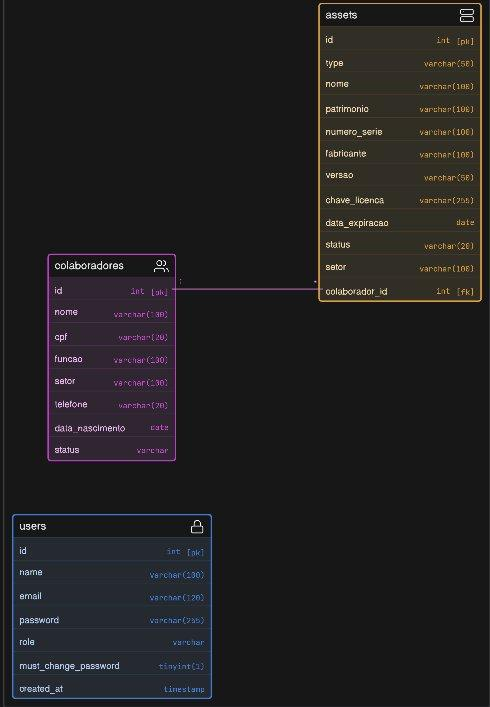 assets
id int [pk]
type varchar(50)
nome varchar(100)
patrimonio varchar(100)
numero_serie varchar(100)
fabricante varchar(100)
versao varchar(50)
chave_licenca varchar(255)
data_expiracao date
status varchar(20)
setor varchar(100)
colaborador_id int [fk]
colaboradores
id int [pk]
nome varchar(100)
cpf varchar(20)
funcao varchar(100)
setor varchar(100)
telefone varchar(20)
data_nascimento date
status varchar
users
id int [pk]
name varchar(100)
email varchar(120)
password varchar(255)
role varchar
must_change_password tinyint(1)
created_at timestamp